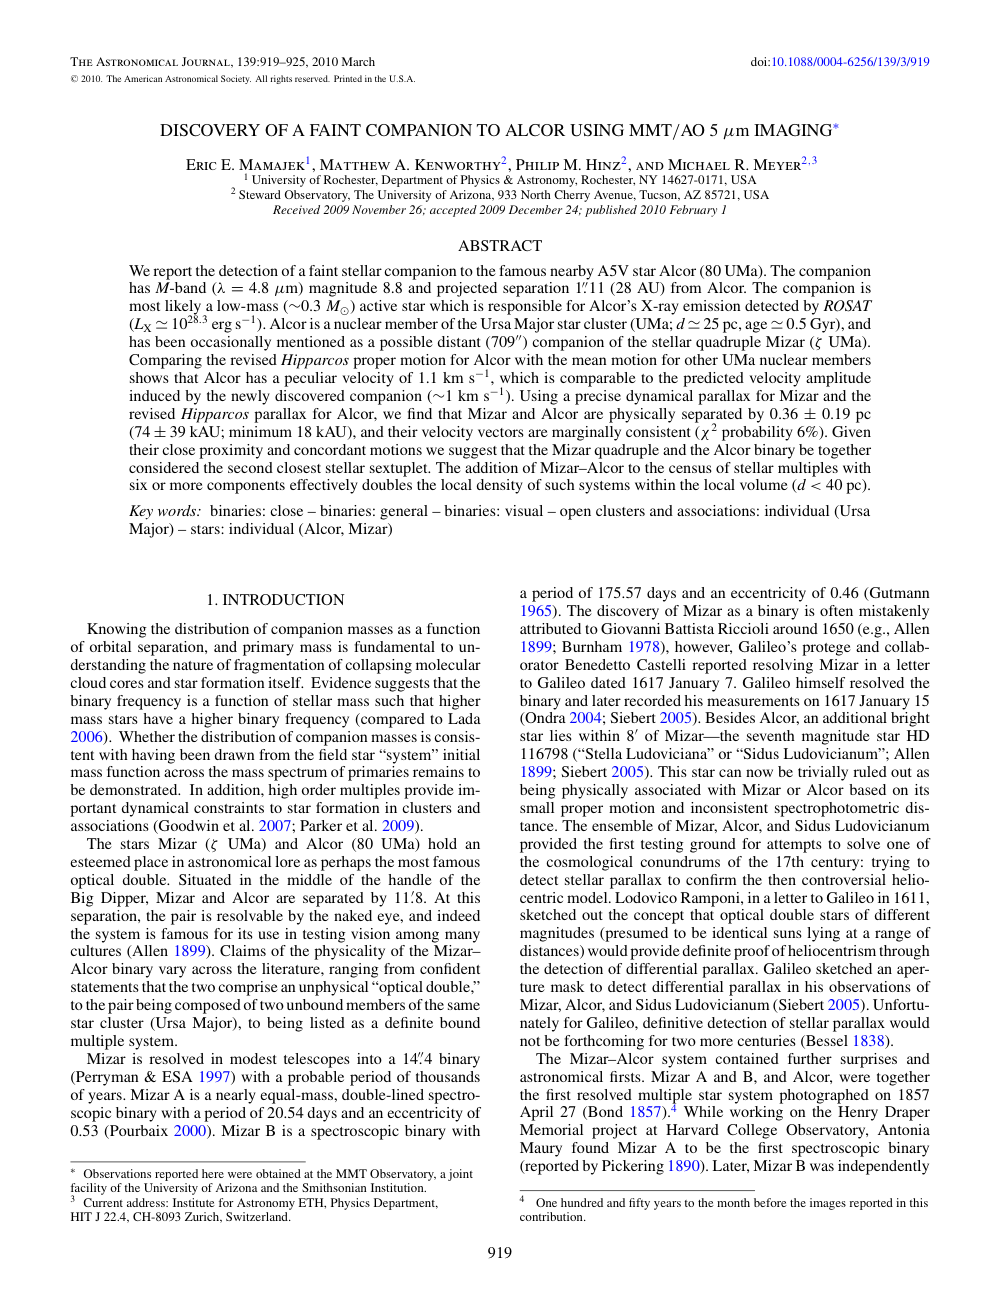 THE ASTRONOMICAL JOURNAL, 139:919–925, 2010 March
doi:10.1088/0004-6256/139/3/919
© 2010. The American Astronomical Society. All rights reserved. Printed in the U.S.A.
DISCOVERY OF A FAINT COMPANION TO ALCOR USING MMT/AO 5 μm IMAGING*
ERIC E. MAMAJEK1, MATTHEW A. KENWORTHY2, PHILIP M. HINZ2, AND MICHAEL R. MEYER2,3
1 University of Rochester, Department of Physics & Astronomy, Rochester, NY 14627-0171, USA
2 Steward Observatory, The University of Arizona, 933 North Cherry Avenue, Tucson, AZ 85721, USA
Received 2009 November 26; accepted 2009 December 24; published 2010 February 1
ABSTRACT
We report the detection of a faint stellar companion to the famous nearby A5V star Alcor (80 UMa). The companion
has M-band (λ = 4.8 μm) magnitude 8.8 and projected separation 1.″11 (28 AU) from Alcor. The companion is
most likely a low-mass (∼0.3 M⊙) active star which is responsible for Alcor's X-ray emission detected by ROSAT
(LX ≃ 10^28.3 erg s−1). Alcor is a nuclear member of the Ursa Major star cluster (UMa; d ≃ 25 pc, age ≃ 0.5 Gyr), and
has been occasionally mentioned as a possible distant (709″) companion of the stellar quadruple Mizar (ζ UMa).
Comparing the revised Hipparcos proper motion for Alcor with the mean motion for other UMa nuclear members
shows that Alcor has a peculiar velocity of 1.1 km s−1, which is comparable to the predicted velocity amplitude
induced by the newly discovered companion (∼1 km s−1). Using a precise dynamical parallax for Mizar and the
revised Hipparcos parallax for Alcor, we find that Mizar and Alcor are physically separated by 0.36 ± 0.19 pc
(74 ± 39 kAU; minimum 18 kAU), and their velocity vectors are marginally consistent (χ2 probability 6%). Given
their close proximity and concordant motions we suggest that the Mizar quadruple and the Alcor binary be together
considered the second closest stellar sextuplet. The addition of Mizar–Alcor to the census of stellar multiples with
six or more components effectively doubles the local density of such systems within the local volume (d < 40 pc).
Key words: binaries: close – binaries: general – binaries: visual – open clusters and associations: individual (Ursa
Major) – stars: individual (Alcor, Mizar)
1. INTRODUCTION
Knowing the distribution of companion masses as a function
of orbital separation, and primary mass is fundamental to un-
derstanding the nature of fragmentation of collapsing molecular
cloud cores and star formation itself. Evidence suggests that the
binary frequency is a function of stellar mass such that higher
mass stars have a higher binary frequency (compared to Lada
2006). Whether the distribution of companion masses is consis-
tent with having been drawn from the field star “system” initial
mass function across the mass spectrum of primaries remains to
be demonstrated. In addition, high order multiples provide im-
portant dynamical constraints to star formation in clusters and
associations (Goodwin et al. 2007; Parker et al. 2009).
The stars Mizar (ζ UMa) and Alcor (80 UMa) hold an
esteemed place in astronomical lore as perhaps the most famous
optical double. Situated in the middle of the handle of the
Big Dipper, Mizar and Alcor are separated by 11.′8. At this
separation, the pair is resolvable by the naked eye, and indeed
the system is famous for its use in testing vision among many
cultures (Allen 1899). Claims of the physicality of the Mizar–
Alcor binary vary across the literature, ranging from confident
statements that the two comprise an unphysical “optical double,”
to the pair being composed of two unbound members of the same
star cluster (Ursa Major), to being listed as a definite bound
multiple system.
Mizar is resolved in modest telescopes into a 14.″4 binary
(Perryman & ESA 1997) with a probable period of thousands
of years. Mizar A is a nearly equal-mass, double-lined spectro-
scopic binary with a period of 20.54 days and an eccentricity of
0.53 (Pourbaix 2000). Mizar B is a spectroscopic binary with
* Observations reported here were obtained at the MMT Observatory, a joint
facility of the University of Arizona and the Smithsonian Institution.
3 Current address: Institute for Astronomy ETH, Physics Department,
HIT J 22.4, CH-8093 Zurich, Switzerland.
a period of 175.57 days and an eccentricity of 0.46 (Gutmann
1965). The discovery of Mizar as a binary is often mistakenly
attributed to Giovanni Battista Riccioli around 1650 (e.g., Allen
1899; Burnham 1978), however, Galileo's protege and collab-
orator Benedetto Castelli reported resolving Mizar in a letter
to Galileo dated 1617 January 7. Galileo himself resolved the
binary and later recorded his measurements on 1617 January 15
(Ondra 2004; Siebert 2005). Besides Alcor, an additional bright
star lies within 8′ of Mizar—the seventh magnitude star HD
116798 (“Stella Ludoviciana” or “Sidus Ludovicianum”; Allen
1899; Siebert 2005). This star can now be trivially ruled out as
being physically associated with Mizar or Alcor based on its
small proper motion and inconsistent spectrophotometric dis-
tance. The ensemble of Mizar, Alcor, and Sidus Ludovicianum
provided the first testing ground for attempts to solve one of
the cosmological conundrums of the 17th century: trying to
detect stellar parallax to confirm the then controversial helio-
centric model. Lodovico Ramponi, in a letter to Galileo in 1611,
sketched out the concept that optical double stars of different
magnitudes (presumed to be identical suns lying at a range of
distances) would provide definite proof of heliocentrism through
the detection of differential parallax. Galileo sketched an aper-
ture mask to detect differential parallax in his observations of
Mizar, Alcor, and Sidus Ludovicianum (Siebert 2005). Unfortu-
nately for Galileo, definitive detection of stellar parallax would
not be forthcoming for two more centuries (Bessel 1838).
The Mizar–Alcor system contained further surprises and
astronomical firsts. Mizar A and B, and Alcor, were together
the first resolved multiple star system photographed on 1857
April 27 (Bond 1857).4 While working on the Henry Draper
Memorial project at Harvard College Observatory, Antonia
Maury found Mizar A to be the first spectroscopic binary
(reported by Pickering 1890). Later, Mizar B was independently
4 One hundred and fifty years to the month before the images reported in this
contribution.
919